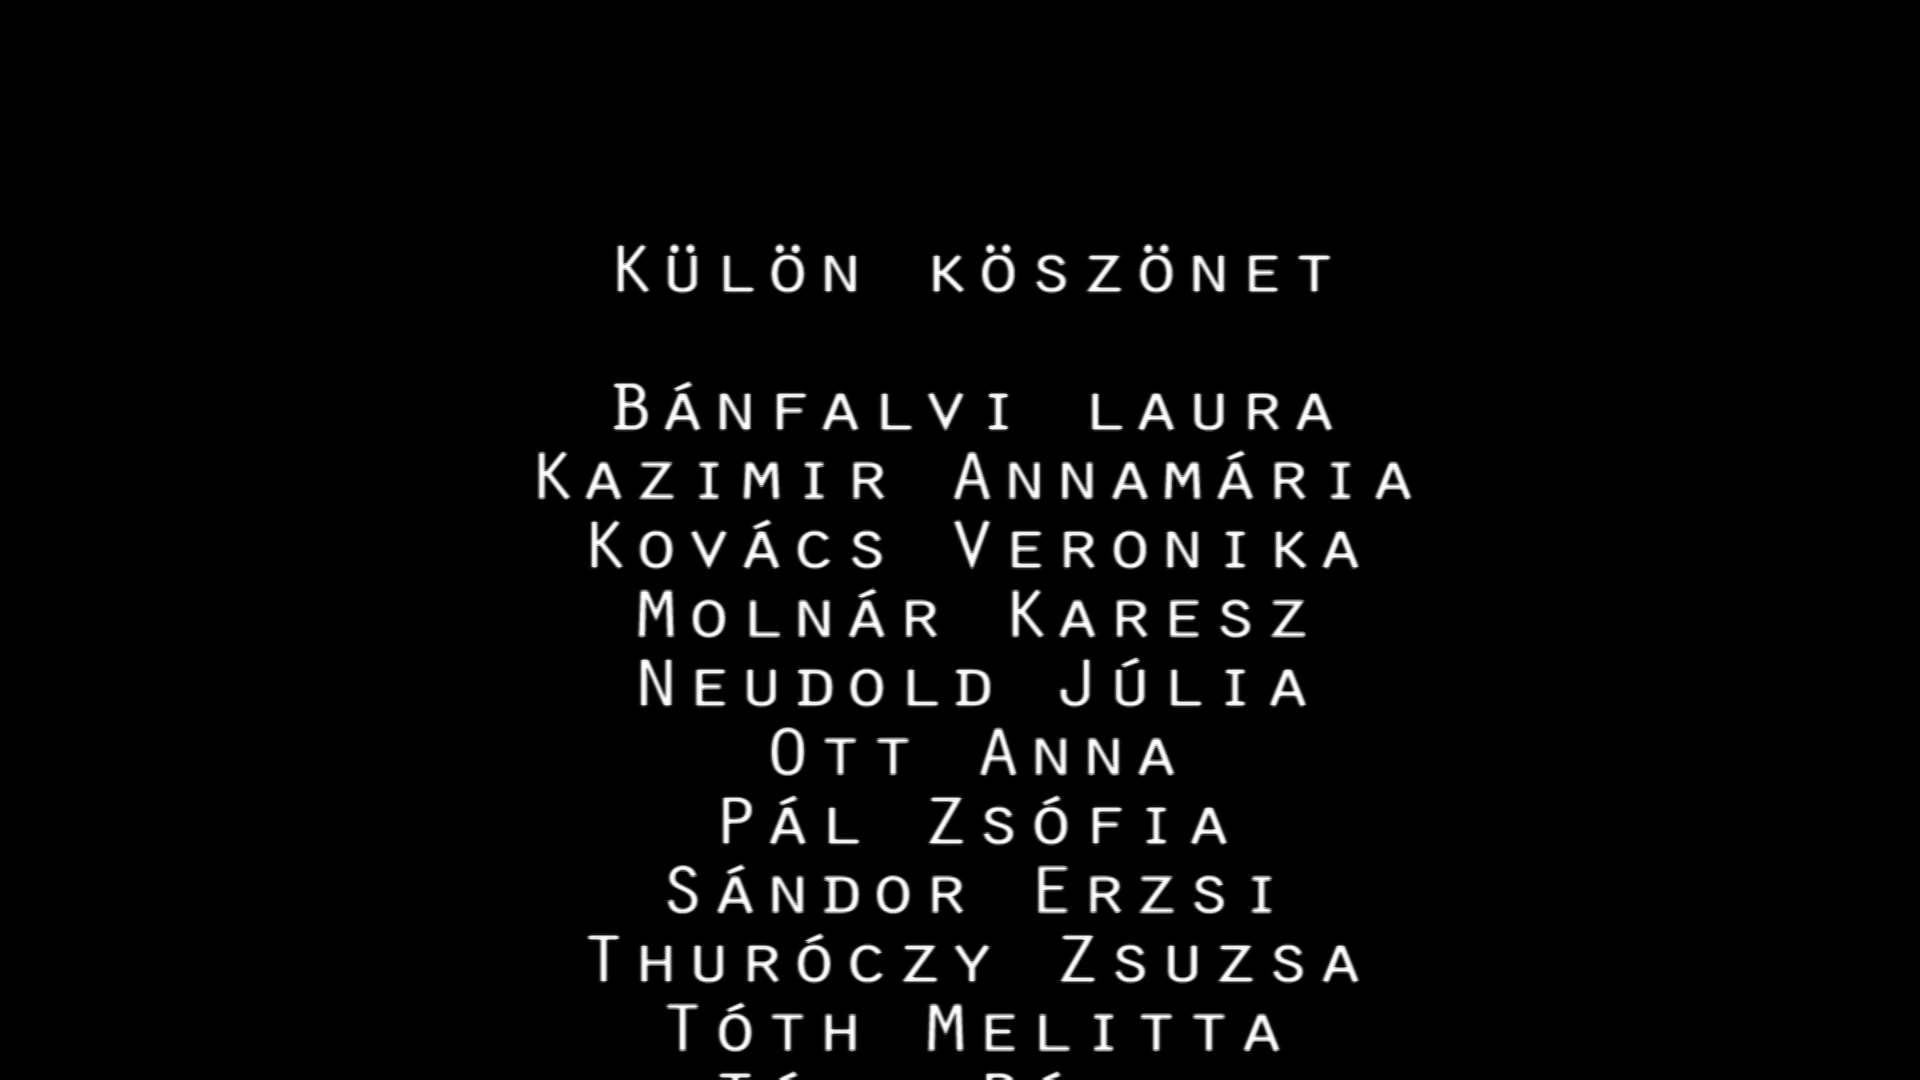 Külön köszönet
Bánfalvi laura
Kazimir Annamária
Kovács Veronika
Molnár Karesz
Neudold Júlia
Ott Anna
Pál Zsófia
Sándor Erzsi
Thuróczy Zsuzsa
Tóth Melitta